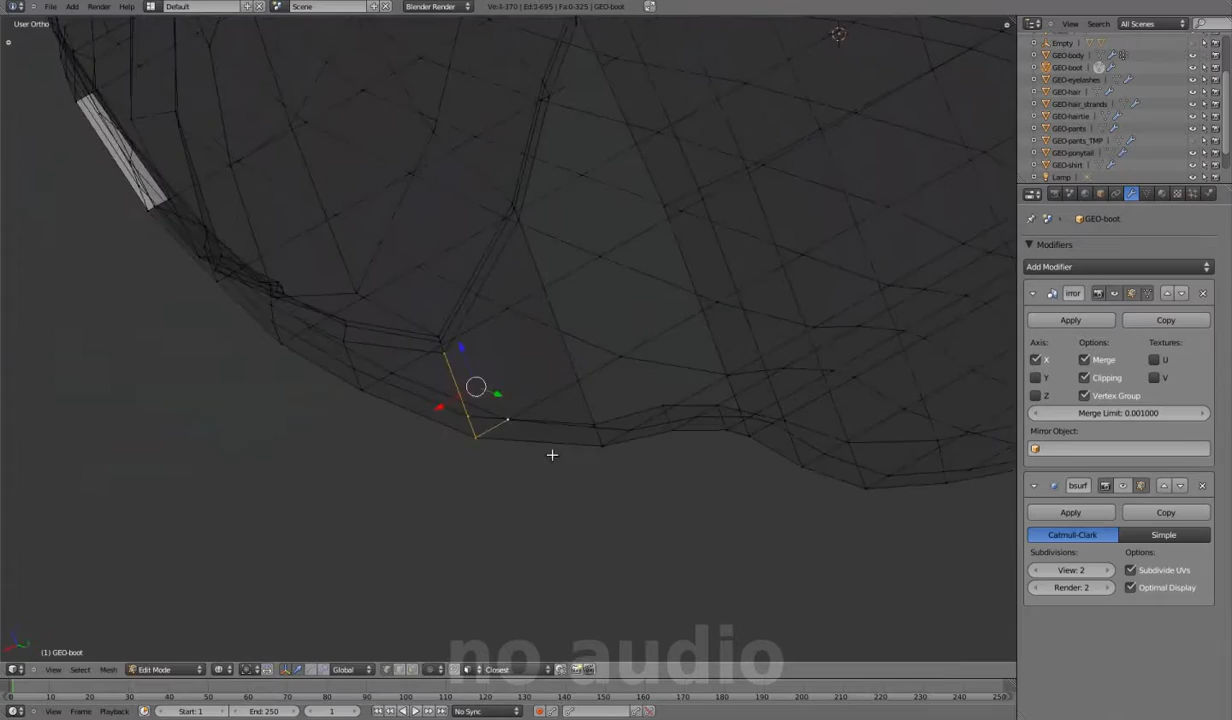 File Add Render Help Default Scene Blender Render Ve:4-370 | Ed:3-695 | Fa:0-325 | GEO-boot
User Ortho
View Search All Scenes
Empty
GEO-body
GEO-boot
GEO-eyelashes
GEO-hair
GEO-hair_strands
GEO-hairtie
GEO-pants
GEO-pants_TMP
GEO-ponytail
GEO-shirt
Lamp
GEO-boot
Modifiers
Add Modifier
irror
Apply Copy
Axis: Options: Textures:
X Merge U
Y Clipping V
Z Vertex Group
Merge Limit: 0.001000
Mirror Object:
bsurf
Apply Copy
Catmull-Clark Simple
Subdivisions: Options:
View: 2 Subdivide UVs
Render: 2 Optimal Display
no audio
(1) GEO-boot
View Select Mesh Edit Mode Global Closest
0 10 20 30 40 50 60 70 80 90 100 110 120 130 140 150 160 170 180 190 200 210 220 230 240 250
View Marker Frame Playback Start: 1 End: 250 1 No Sync